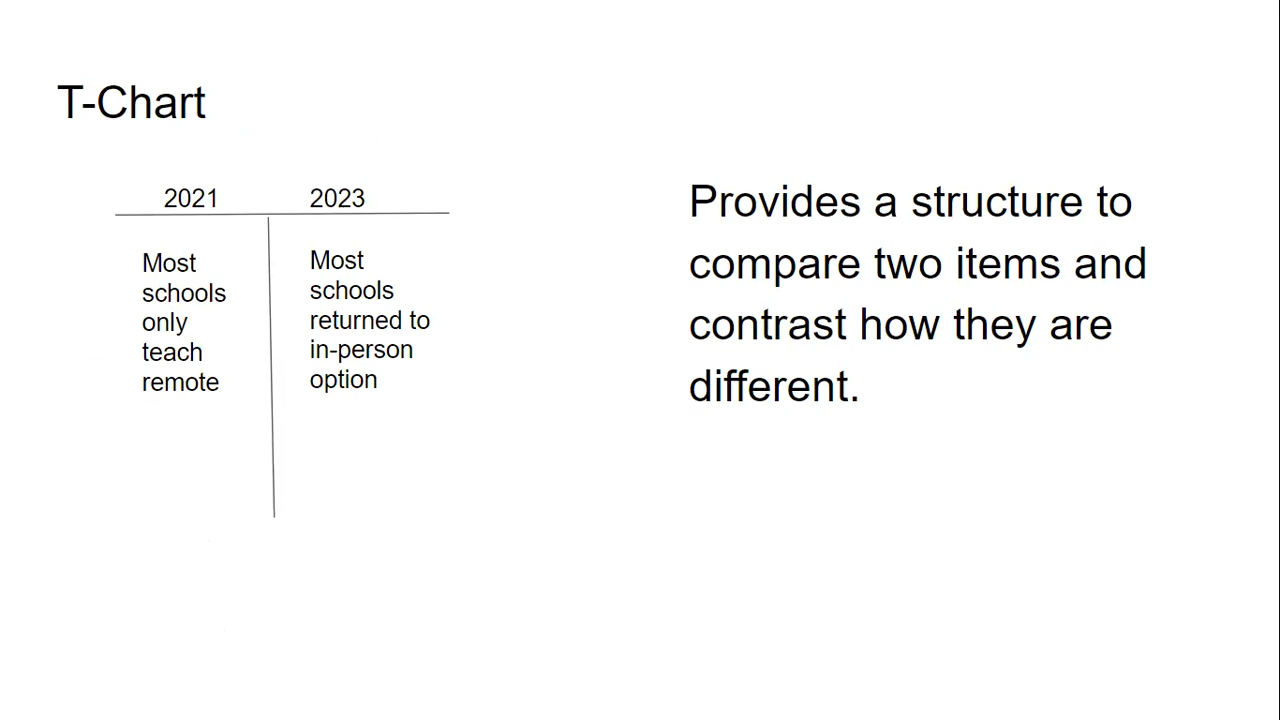 T-Chart
2021 2023
Most
schools
only
teach
remote
Most
schools
returned to
in-person
option
Provides a structure to
compare two items and
contrast how they are
different.